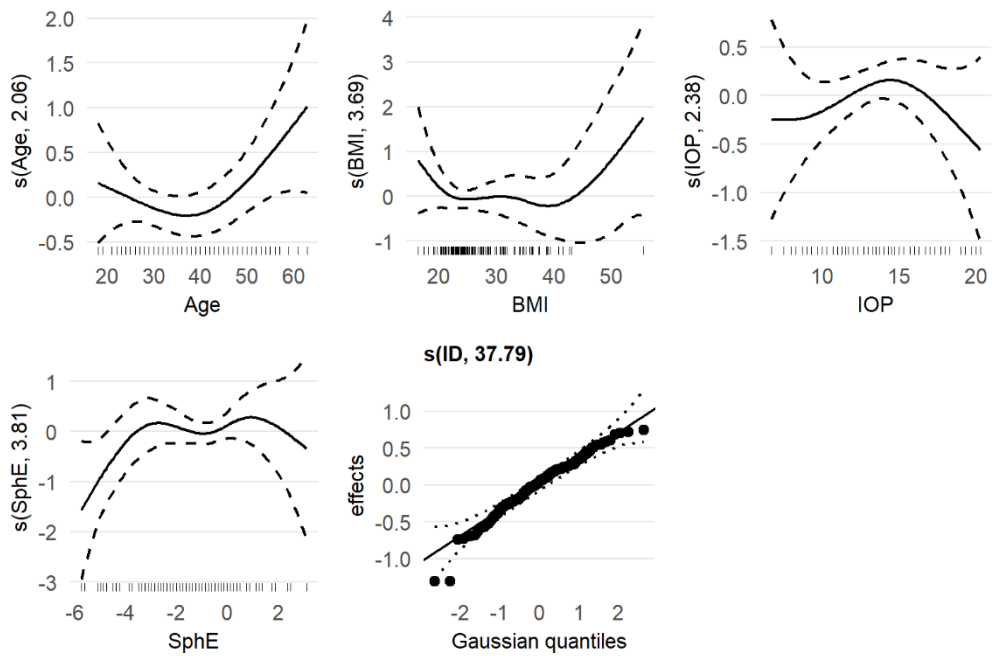 s(Age, 2.06)
2.0
1.5
1.0
0.5
0.0
-0.5
20 30 40 50 60
Age
s(BMI, 3.69)
4
3
2
1
0
-1
20 30 40 50
BMI
s(IOP, 2.38)
0.5
0.0
-0.5
-1.0
-1.5
10 15 20
IOP
s(SphE, 3.81)
1
0
-1
-2
-3
-6 -4 -2 0 2
SphE
s(ID, 37.79)
effects
1.0
0.5
0.0
-0.5
-1.0
-2 -1 0 1 2
Gaussian quantiles